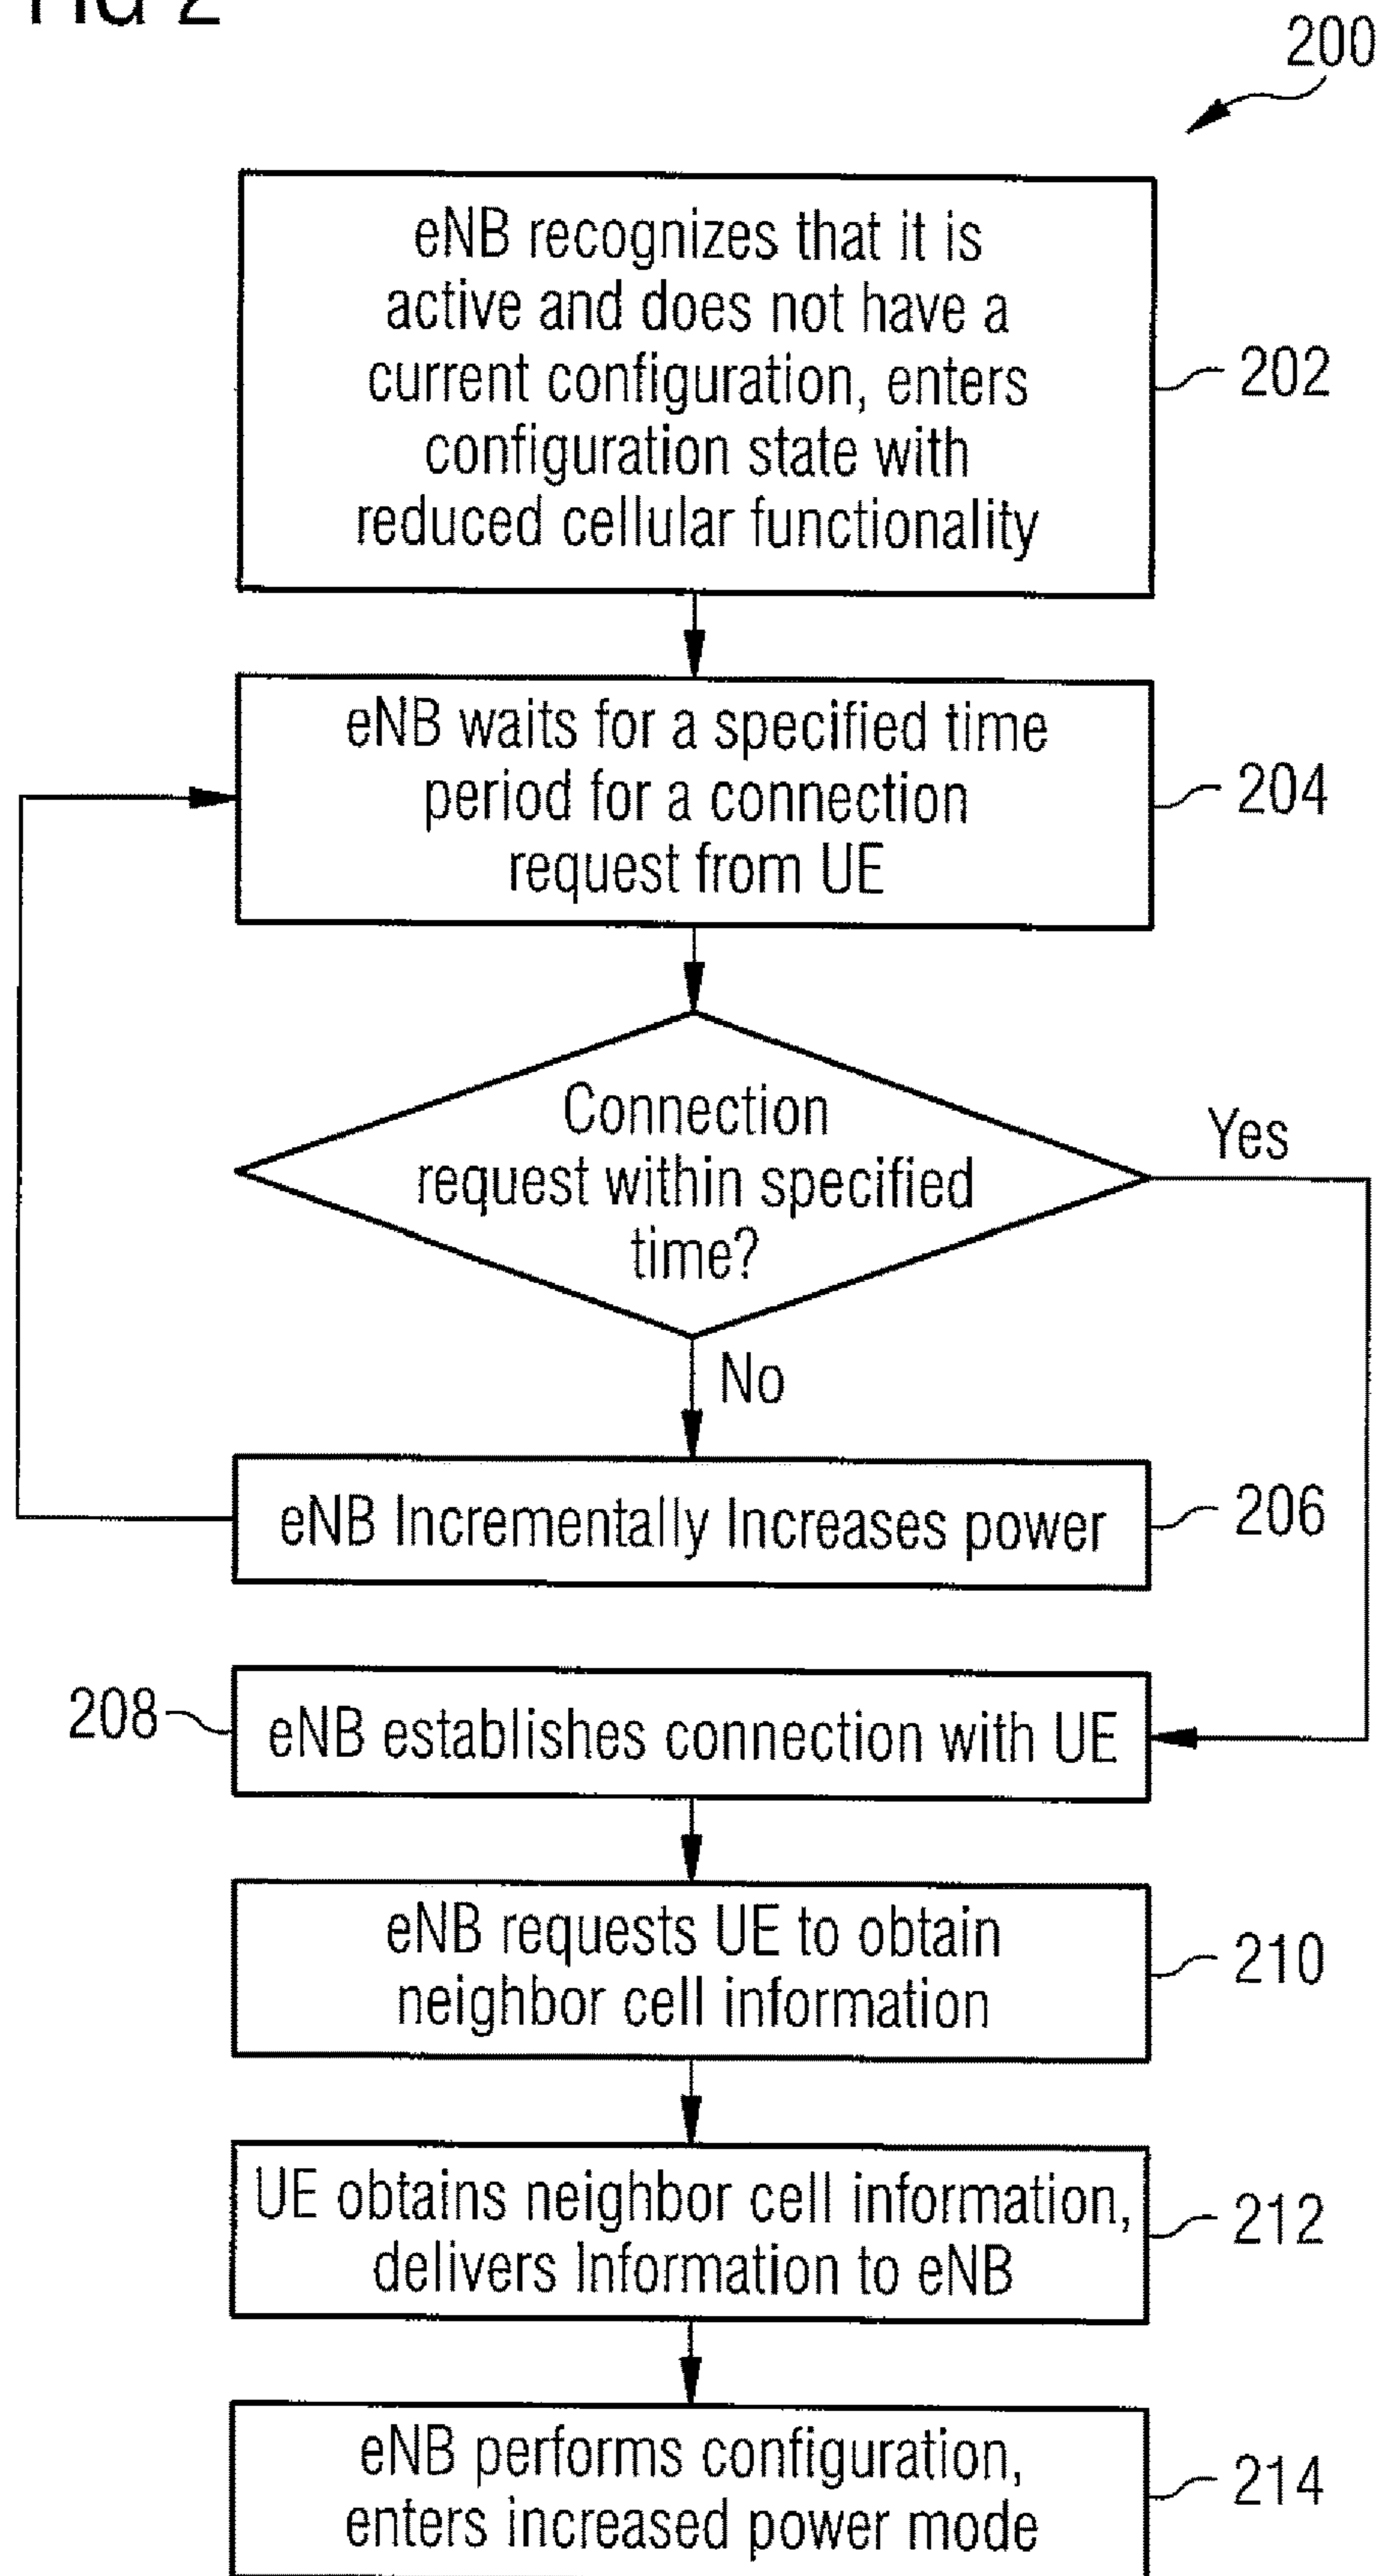 FIG 2
200
eNB recognizes that it is
active and does not have a
current configuration, enters
configuration state with
reduced cellular functionality
202
eNB waits for a specified time
period for a connection
request from UE
204
Connection
request within specified
time?
Yes
No
eNB Incrementally Increases power
206
208
eNB establishes connection with UE
eNB requests UE to obtain
neighbor cell information
210
UE obtains neighbor cell information,
delivers Information to eNB
212
eNB performs configuration,
enters increased power mode
214